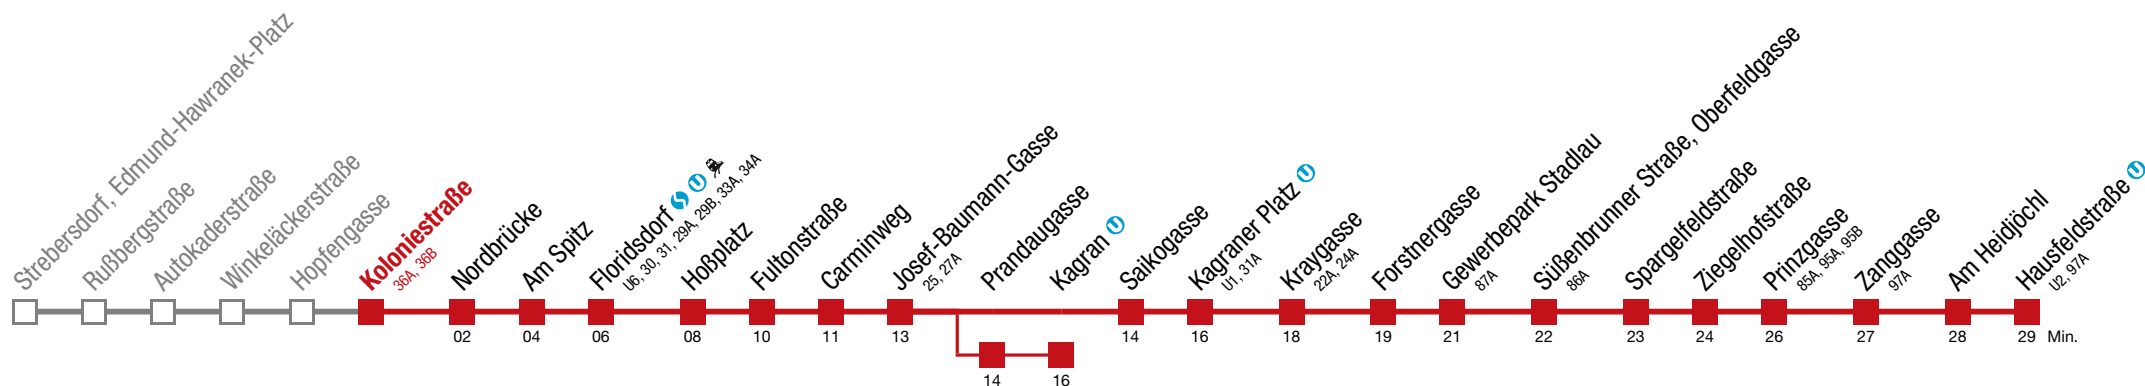 Strebersdorf, Edmund-Hawranek-Platz
Rußbergstraße
Autokaderstraße
Winkeläckerstraße
Hopfengasse
Koloniestraße
36A, 36B
Nordbrücke
Am Spitz
Floridsdorf S U
U6, 30, 31, 29A, 29B, 33A, 34A
Hoßplatz
Fultonstraße
Carminweg
Josef-Baumann-Gasse
25, 27A
Prandaugasse
Kagran U
Saikogasse
Kagraner Platz U
U1, 31A
Kraygasse
22A, 24A
Forstnergasse
Gewerbepark Stadlau
87A
Süßenbrunner Straße, Oberfeldgasse
86A
Spargelfeldstraße
Ziegelhofstraße
Prinzgasse
85A, 95A, 95B
Zanggasse
97A
Am Heidjöchl
Hausfeldstraße U
U2, 97A
02 04 06 08 10 11 13 14 16 18 19 21 22 23 24 26 27 28 29 Min.
14 16